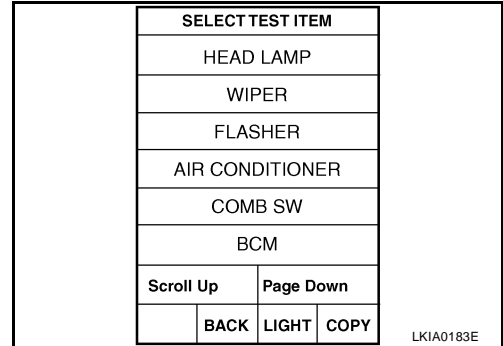 SELECT TEST ITEM
HEAD LAMP
WIPER
FLASHER
AIR CONDITIONER
COMB SW
BCM
Scroll Up Page Down
BACK LIGHT COPY
LKIA0183E